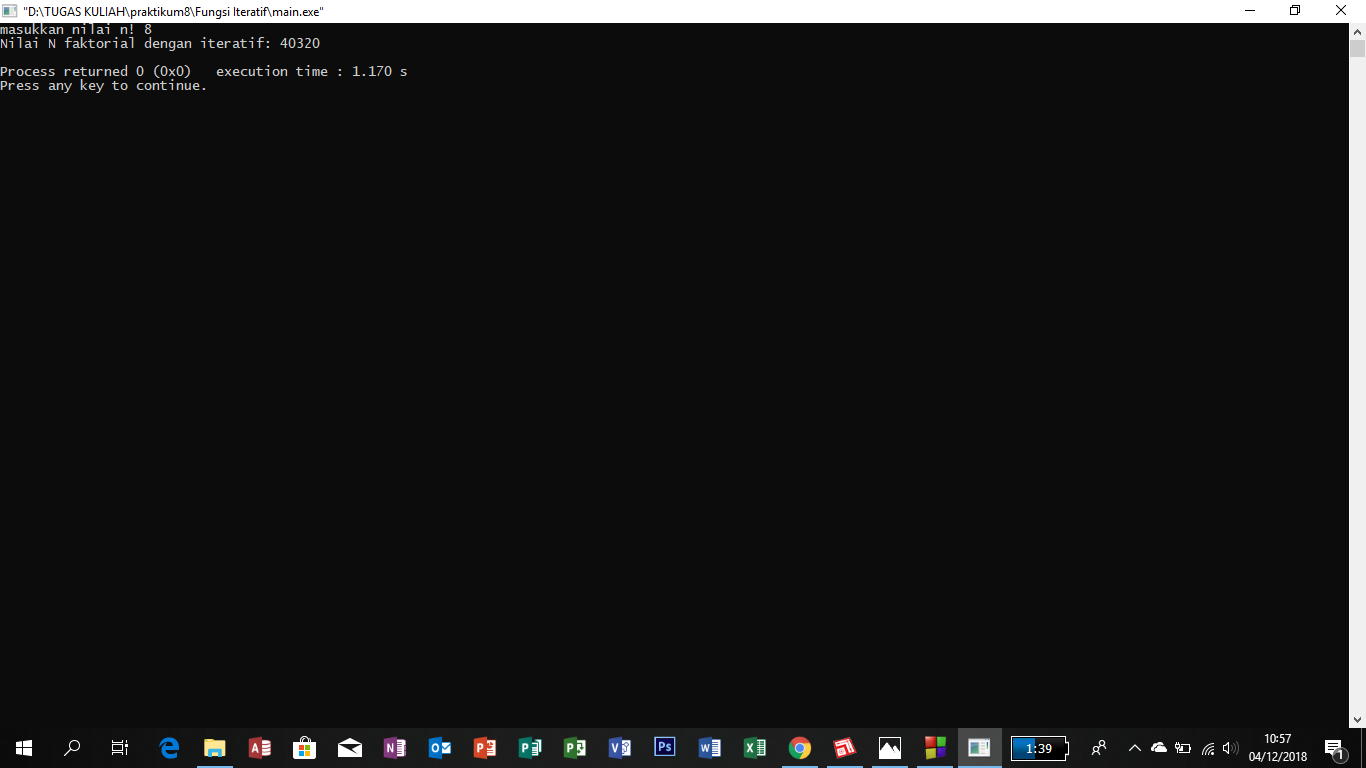 "D:\TUGAS KULIAH\praktikum8\Fungsi Iteratif\main.exe"
masukkan nilai n! 8
Nilai N faktorial dengan iteratif: 40320
Process returned 0 (0x0)   execution time : 1.170 s
Press any key to continue.
1:39
10:57
04/12/2018
1